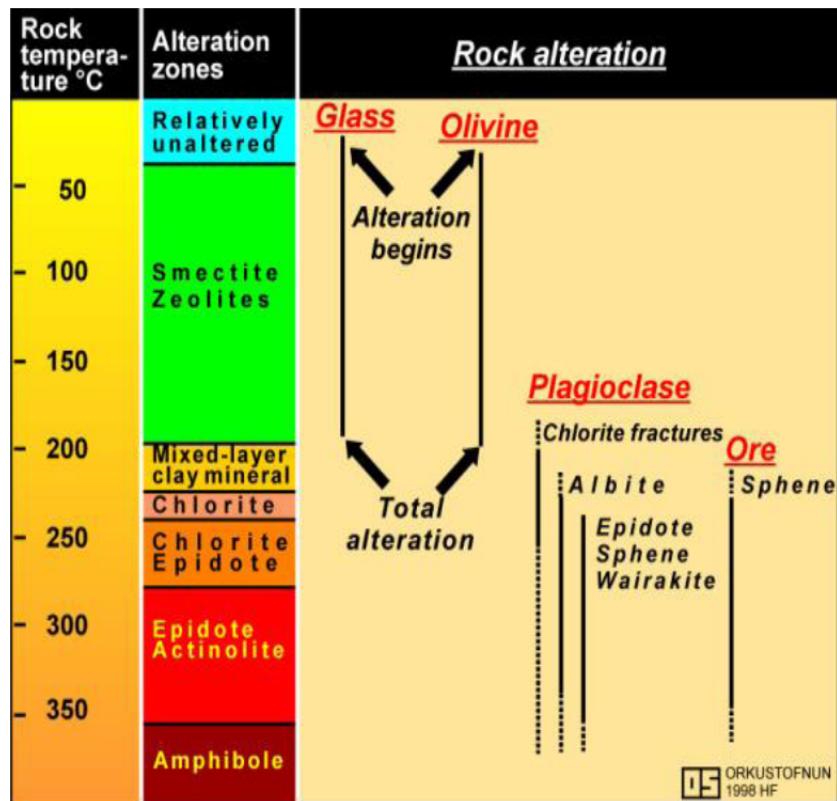 Rock
tempera-
ture °C
Alteration
zones
Rock alteration
Relatively
unaltered
Glass
Olivine
50
Alteration
begins
100
Smectite
Zeolites
150
Plagioclase
Chlorite fractures
200
Mixed-layer
clay mineral
Ore
Albite
Sphene
Chlorite
Total
alteration
250
Chlorite
Epidote
Epidote
Sphene
Wairakite
300
Epidote
Actinolite
350
Amphibole
OS
ORKUSTOFNUN
1998 HF